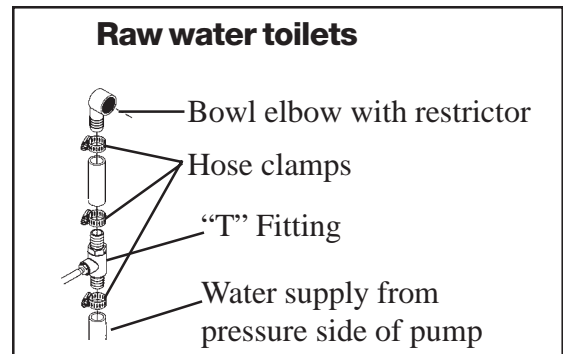 Raw water toilets
Bowl elbow with restrictor
Hose clamps
“T” Fitting
Water supply from
pressure side of pump